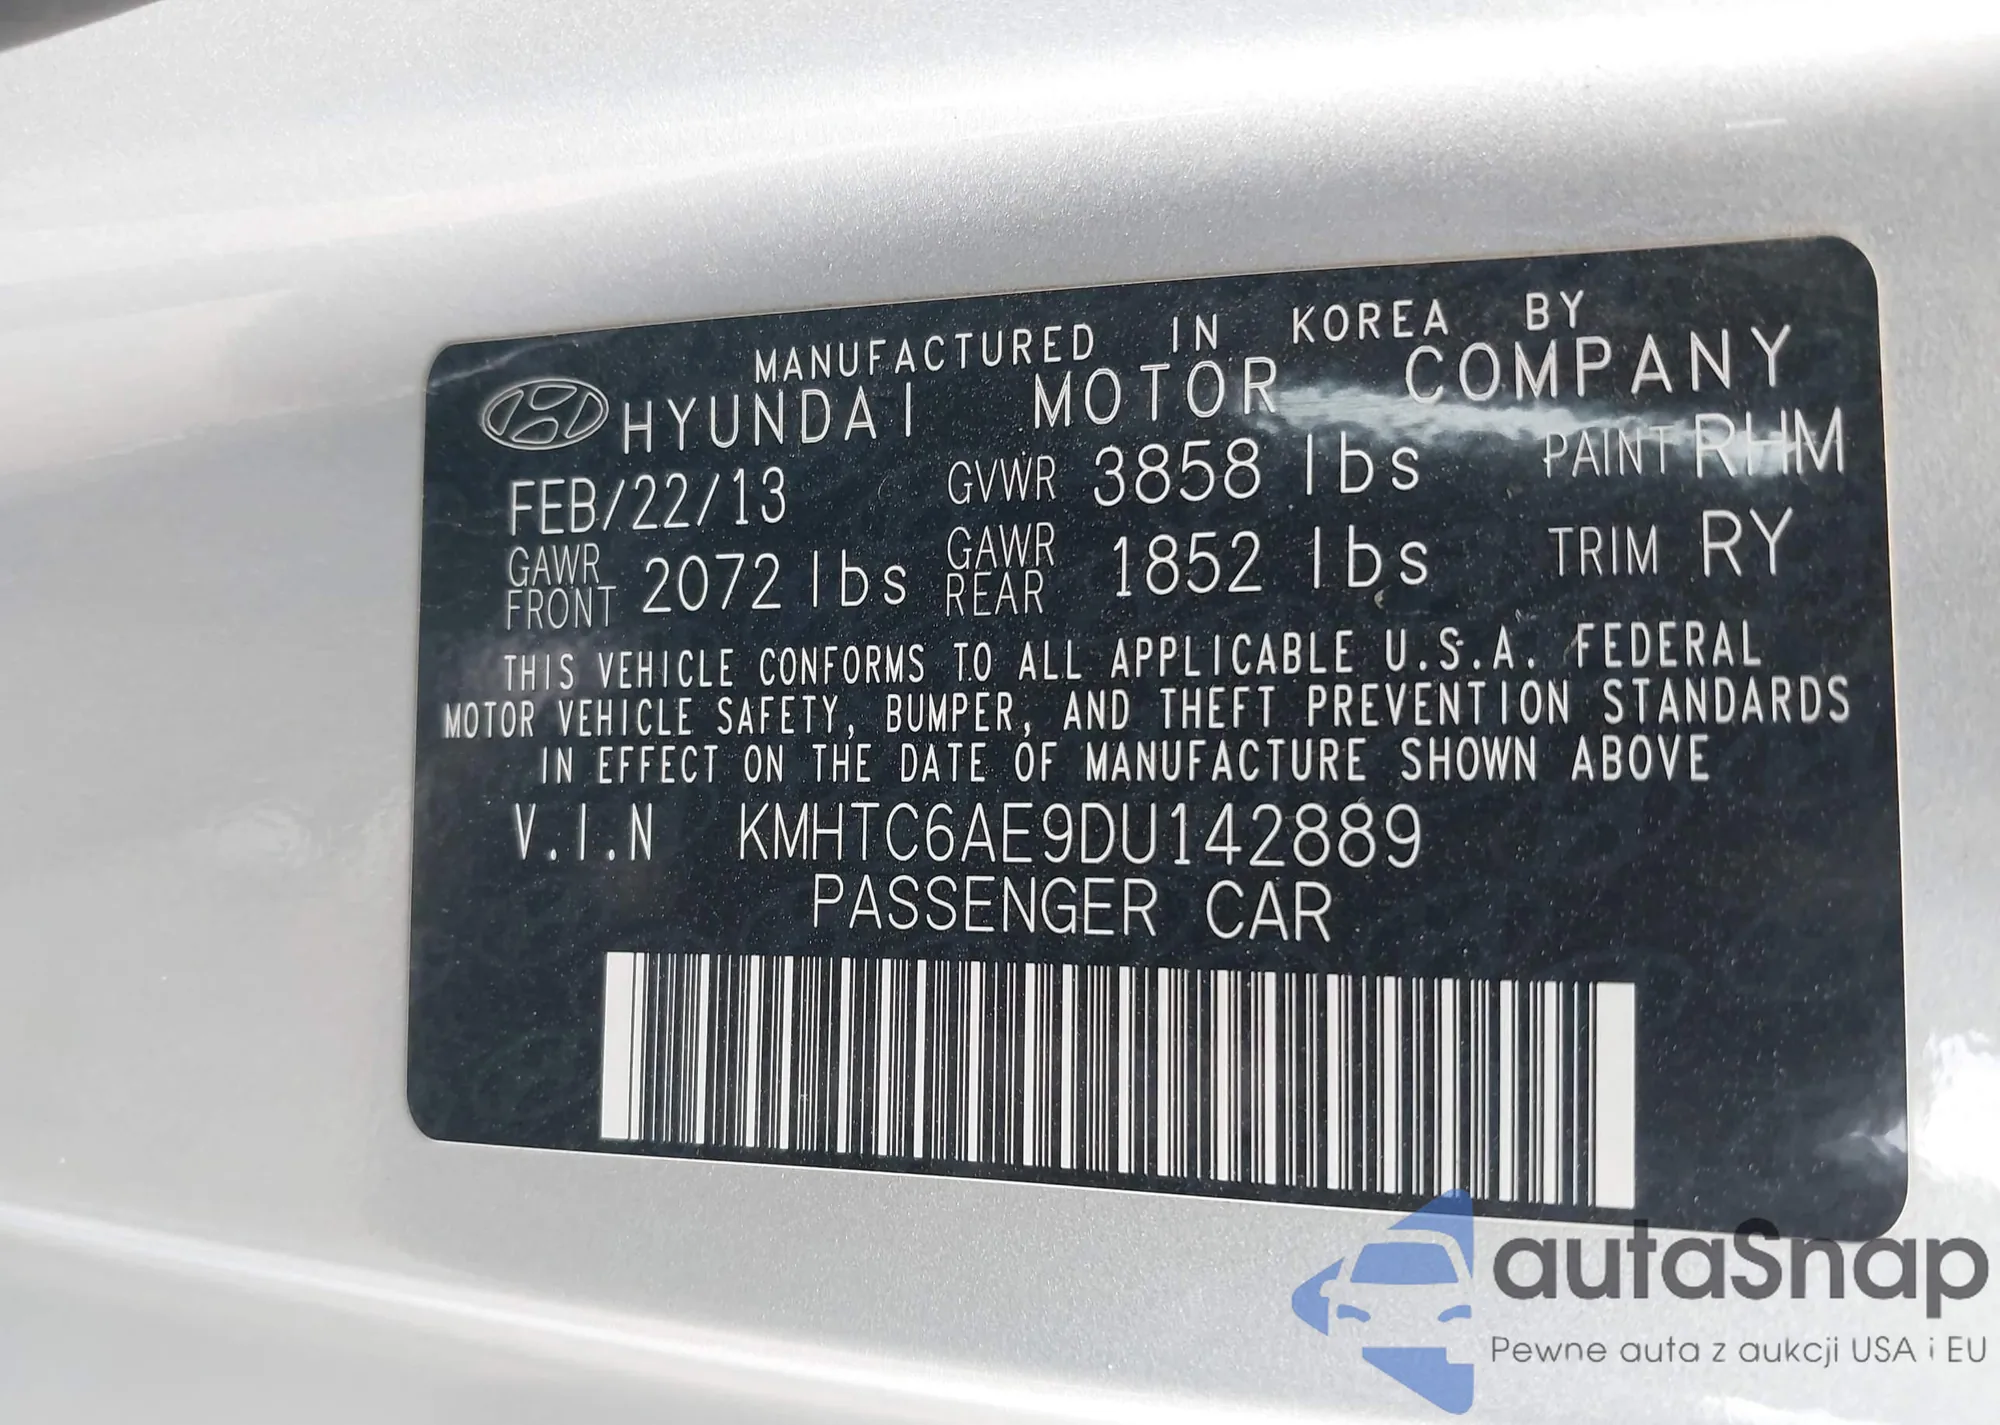 MANUFACTURED IN KOREA BY
HYUNDAI MOTOR COMPANY
FEB/22/13 GVWR 3858 lbs PAINT RHM
GAWR FRONT 2072 lbs GAWR REAR 1852 lbs TRIM RY
THIS VEHICLE CONFORMS TO ALL APPLICABLE U.S.A. FEDERAL
MOTOR VEHICLE SAFETY, BUMPER, AND THEFT PREVENTION STANDARDS
IN EFFECT ON THE DATE OF MANUFACTURE SHOWN ABOVE
V.I.N KMHTC6AE9DU142889
PASSENGER CAR
autaSnap
Pewne auta z aukcji USA i EU